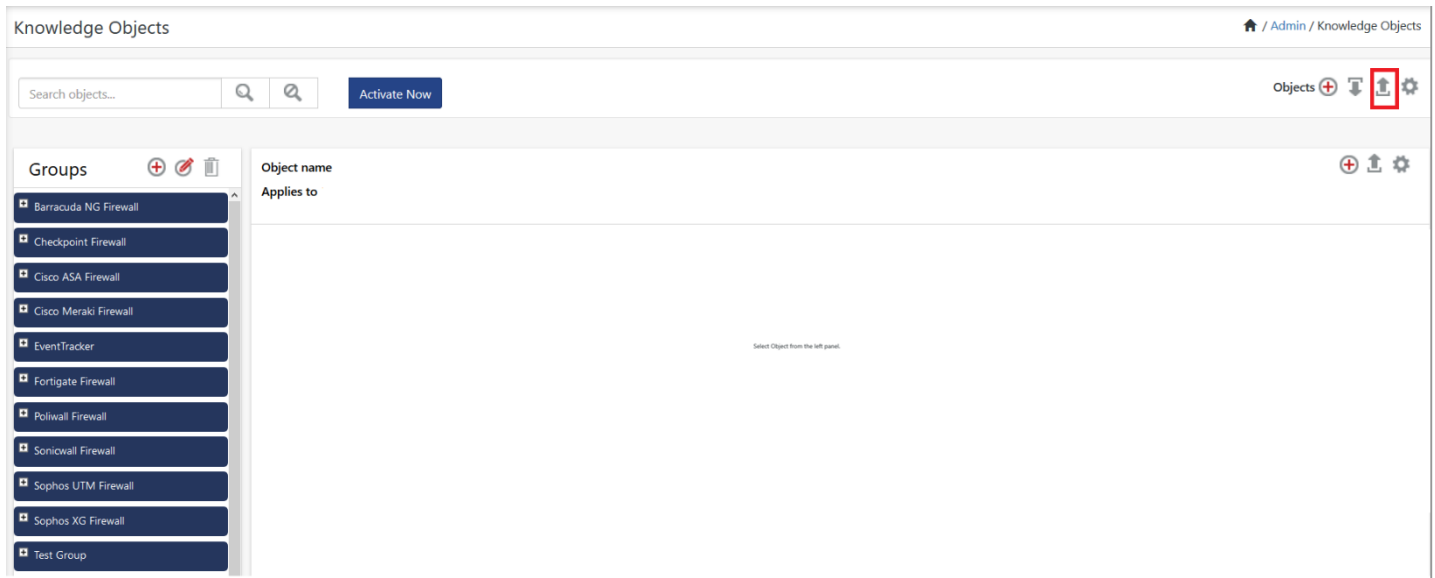 Knowledge Objects
/ Admin / Knowledge Objects
Search objects...
Activate Now
Objects
Groups
Object name
Applies to
Barracuda NG Firewall
Checkpoint Firewall
Cisco ASA Firewall
Cisco Meraki Firewall
EventTracker
Select Object from the left panel.
Fortigate Firewall
Poliwall Firewall
Sonicwall Firewall
Sophos UTM Firewall
Sophos XG Firewall
Test Group